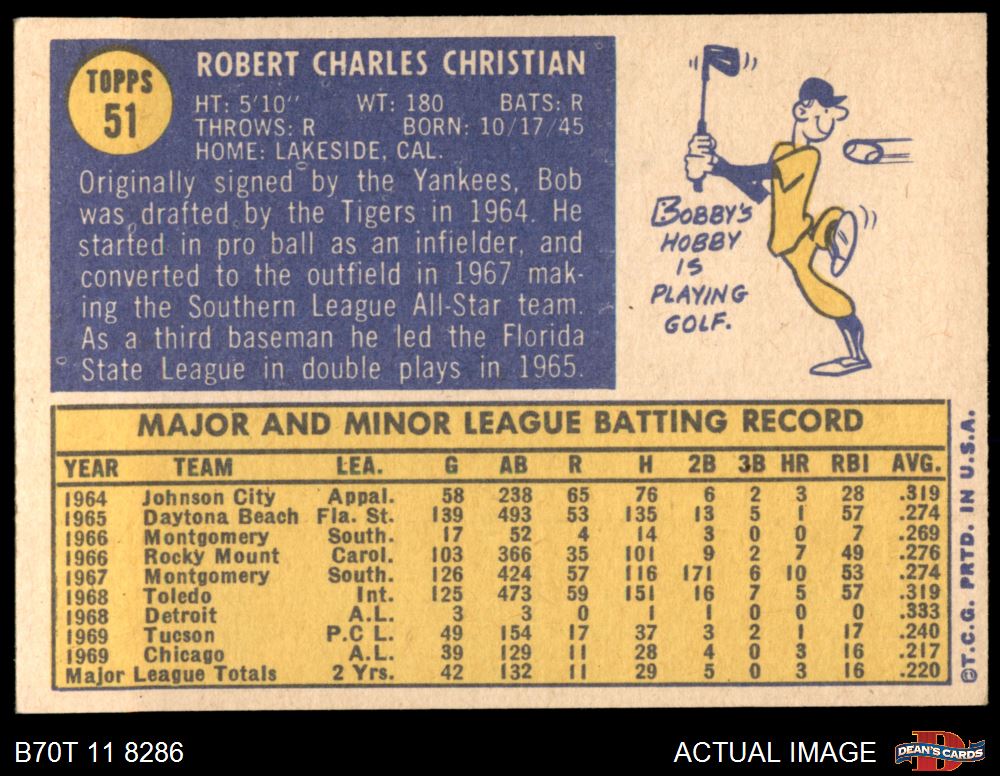 TOPPS
51
ROBERT CHARLES CHRISTIAN
HT: 5'10" WT: 180 BATS: R
THROWS: R BORN: 10/17/45
HOME: LAKESIDE, CAL.
Originally signed by the Yankees, Bob
was drafted by the Tigers in 1964. He
started in pro ball as an infielder, and
converted to the outfield in 1967 mak-
ing the Southern League All-Star team.
As a third baseman he led the Florida
State League in double plays in 1965.
BOBBY'S
HOBBY
IS
PLAYING
GOLF.
MAJOR AND MINOR LEAGUE BATTING RECORD
YEAR TEAM LEA. G AB R H 2B 3B HR RBI AVG.
1964 Johnson City Appal. 58 238 65 76 6 2 3 28 .319
1965 Daytona Beach Fla. St. 139 493 53 135 13 5 1 57 .274
1966 Montgomery South. 17 52 4 14 3 0 0 7 .269
1966 Rocky Mount Carol. 103 366 35 101 9 2 7 49 .276
1967 Montgomery South. 126 424 57 116 171 6 10 53 .274
1968 Toledo Int. 125 473 59 151 16 7 5 57 .319
1968 Detroit A.L. 3 3 0 1 1 0 0 0 .333
1969 Tucson P.C L. 49 154 17 37 3 2 1 17 .240
1969 Chicago A.L. 39 129 11 28 4 0 3 16 .217
Major League Totals 2 Yrs. 42 132 11 29 5 0 3 16 .220
©T.C.G. PRTD. IN U.S.A.
B70T 11 8286
ACTUAL IMAGE
D
DEAN'S CARDS